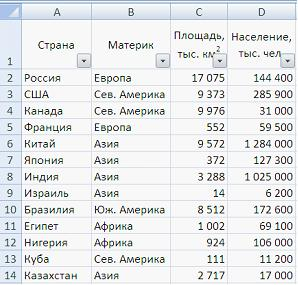 A B C D
1 Страна Материк Площадь, тыс. км² Население, тыс. чел
2 Россия Европа 17 075 144 400
3 США Сев. Америка 9 373 285 900
4 Канада Сев. Америка 9 976 31 000
5 Франция Европа 552 59 500
6 Китай Азия 9 572 1 284 000
7 Япония Азия 372 127 300
8 Индия Азия 3 288 1 025 000
9 Израиль Азия 14 6 200
10 Бразилия Юж. Америка 8 512 172 600
11 Египет Африка 1 002 69 100
12 Нигерия Африка 924 106 000
13 Куба Сев. Америка 111 11 200
14 Казахстан Азия 2 717 17 000